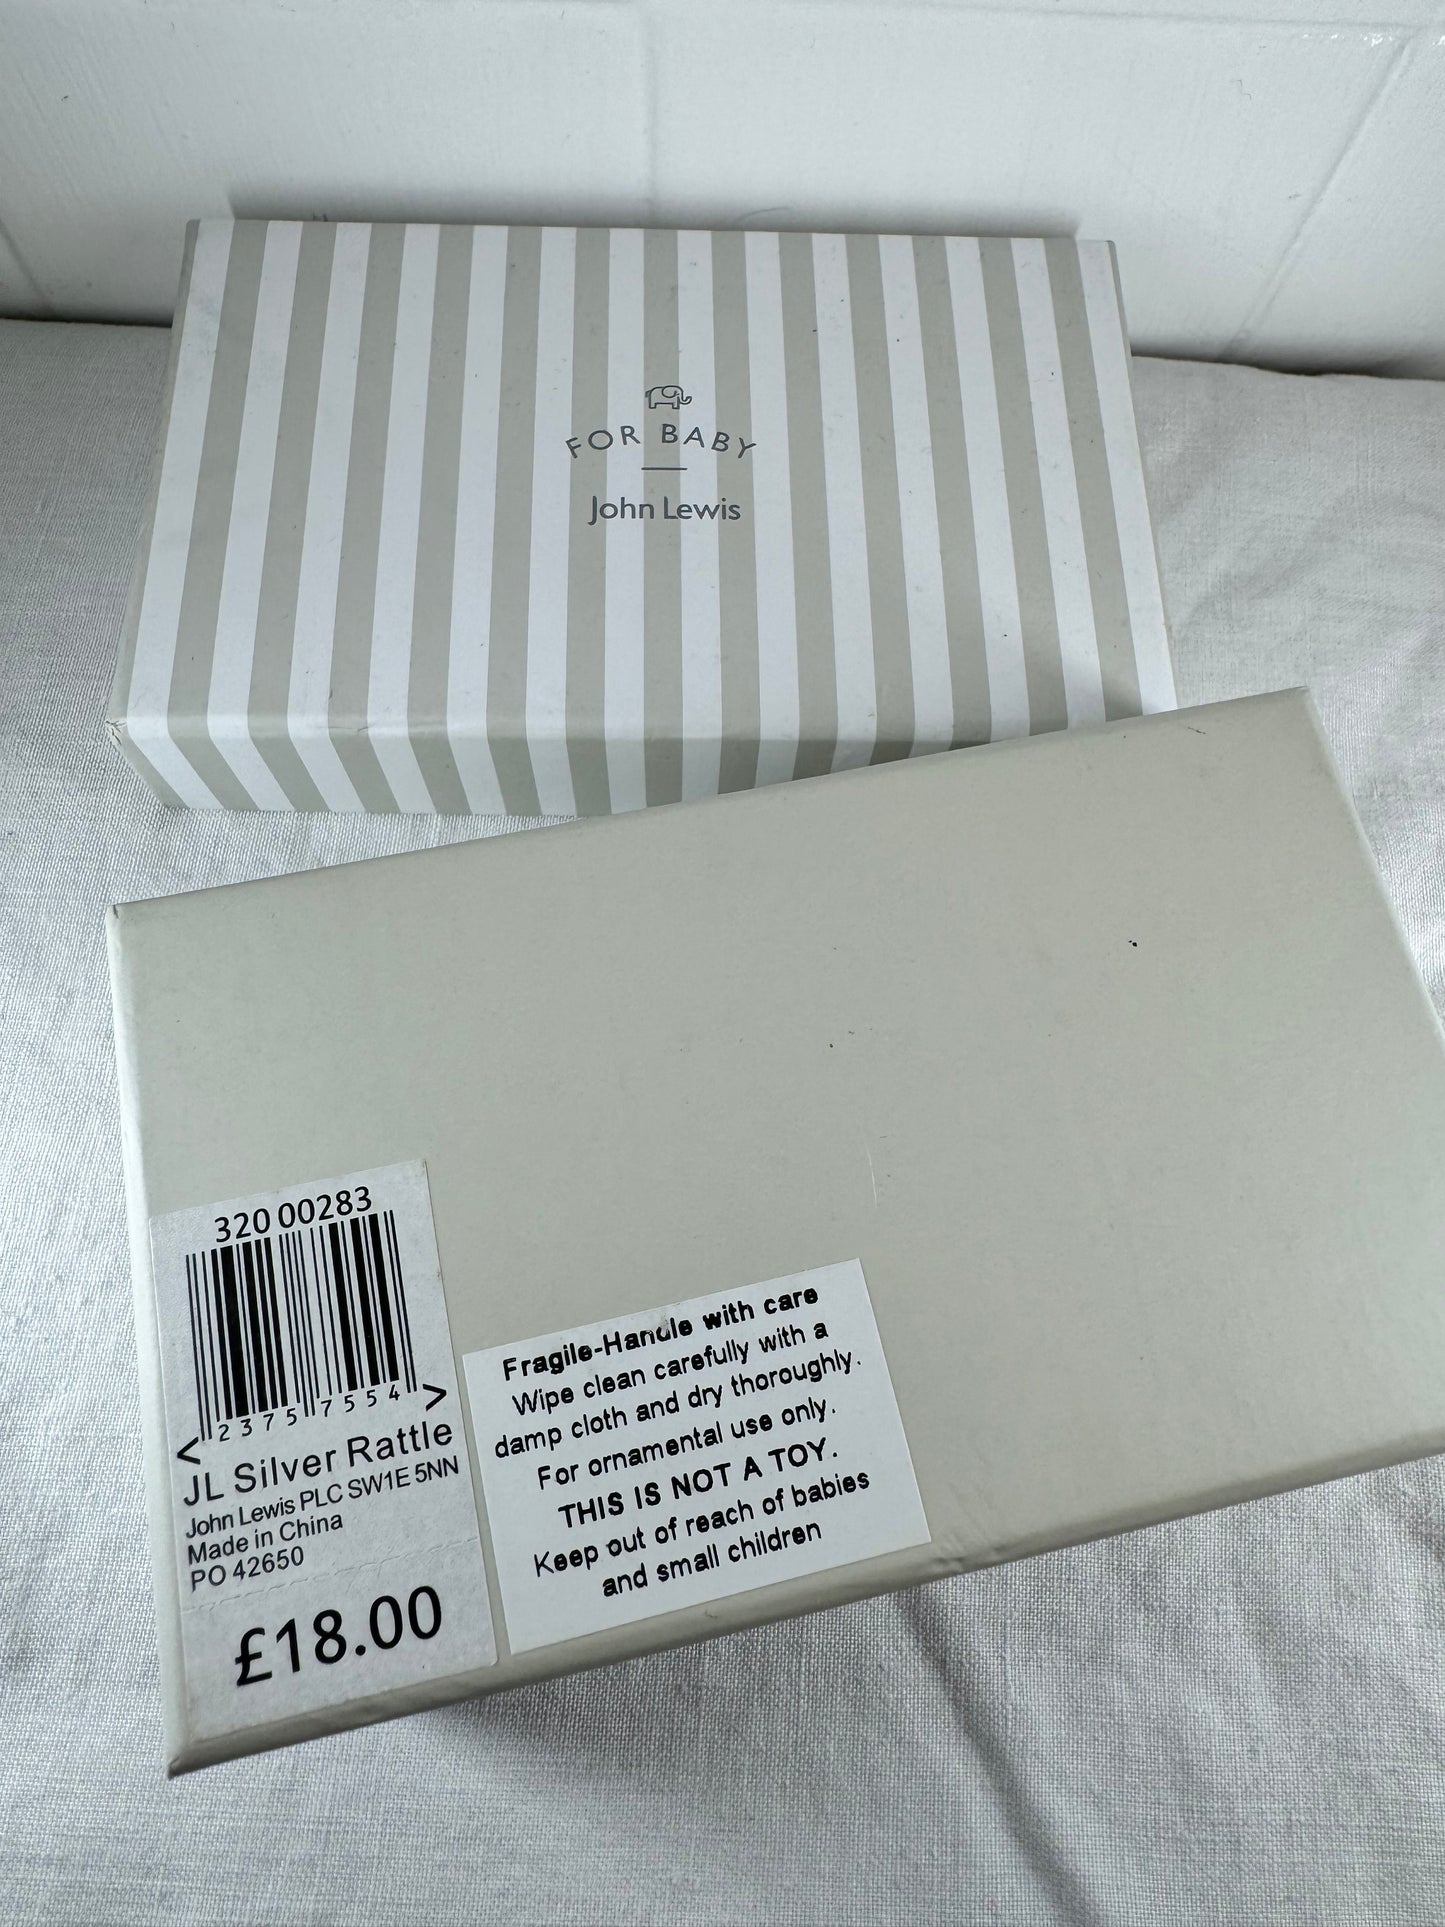 FOR BABY
John Lewis
320 00283
< 2375 7554 >
JL Silver Rattle
John Lewis PLC SW1E 5NN
Made in China
PO 42650
£18.00
Fragile-Handle with care
Wipe clean carefully with a
damp cloth and dry thoroughly.
For ornamental use only.
THIS IS NOT A TOY.
Keep out of reach of babies
and small children